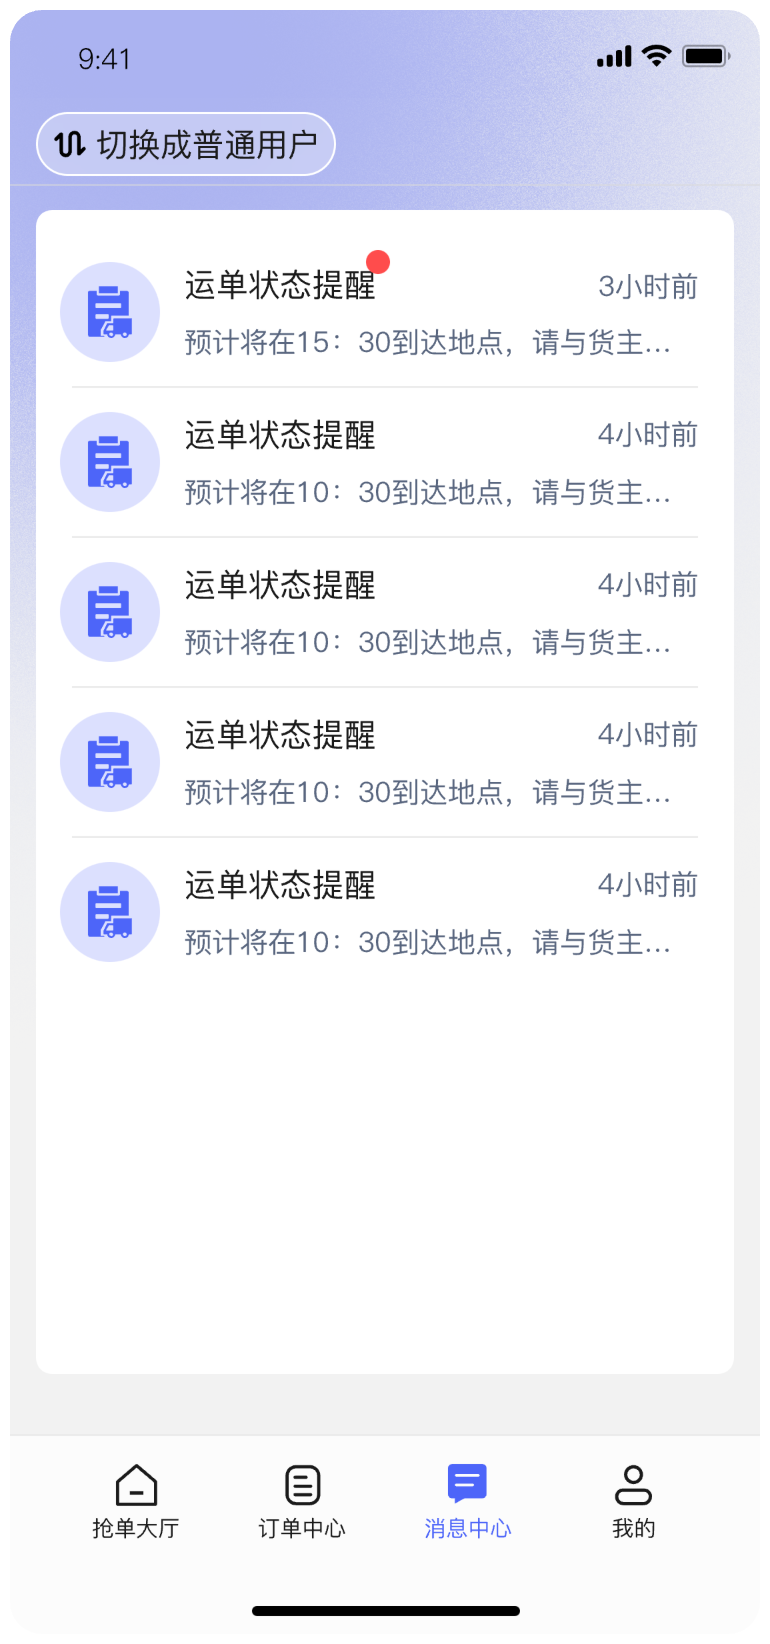 9:41
切换成普通用户
运单状态提醒
3小时前
预计将在15：30到达地点，请与货主...
运单状态提醒
4小时前
预计将在10：30到达地点，请与货主...
运单状态提醒
4小时前
预计将在10：30到达地点，请与货主...
运单状态提醒
4小时前
预计将在10：30到达地点，请与货主...
运单状态提醒
4小时前
预计将在10：30到达地点，请与货主...
抢单大厅
订单中心
消息中心
我的